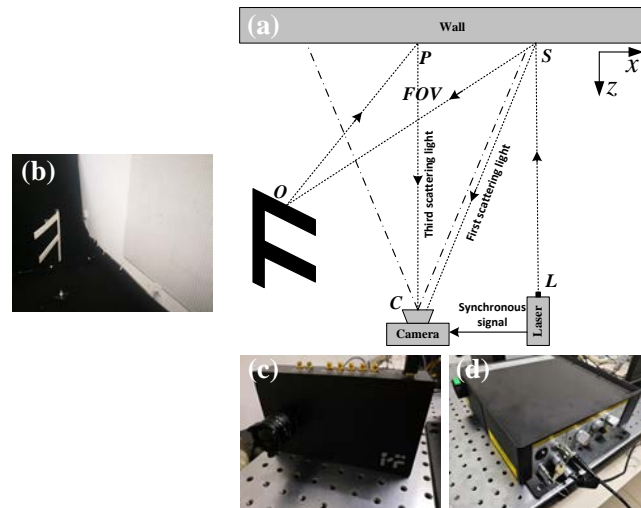 (a)
Wall
P
S
x
z
FOV
O
Third scattering light
First scattering light
(b)
C
L
Synchronous
signal
Camera
Laser
(c)
(d)